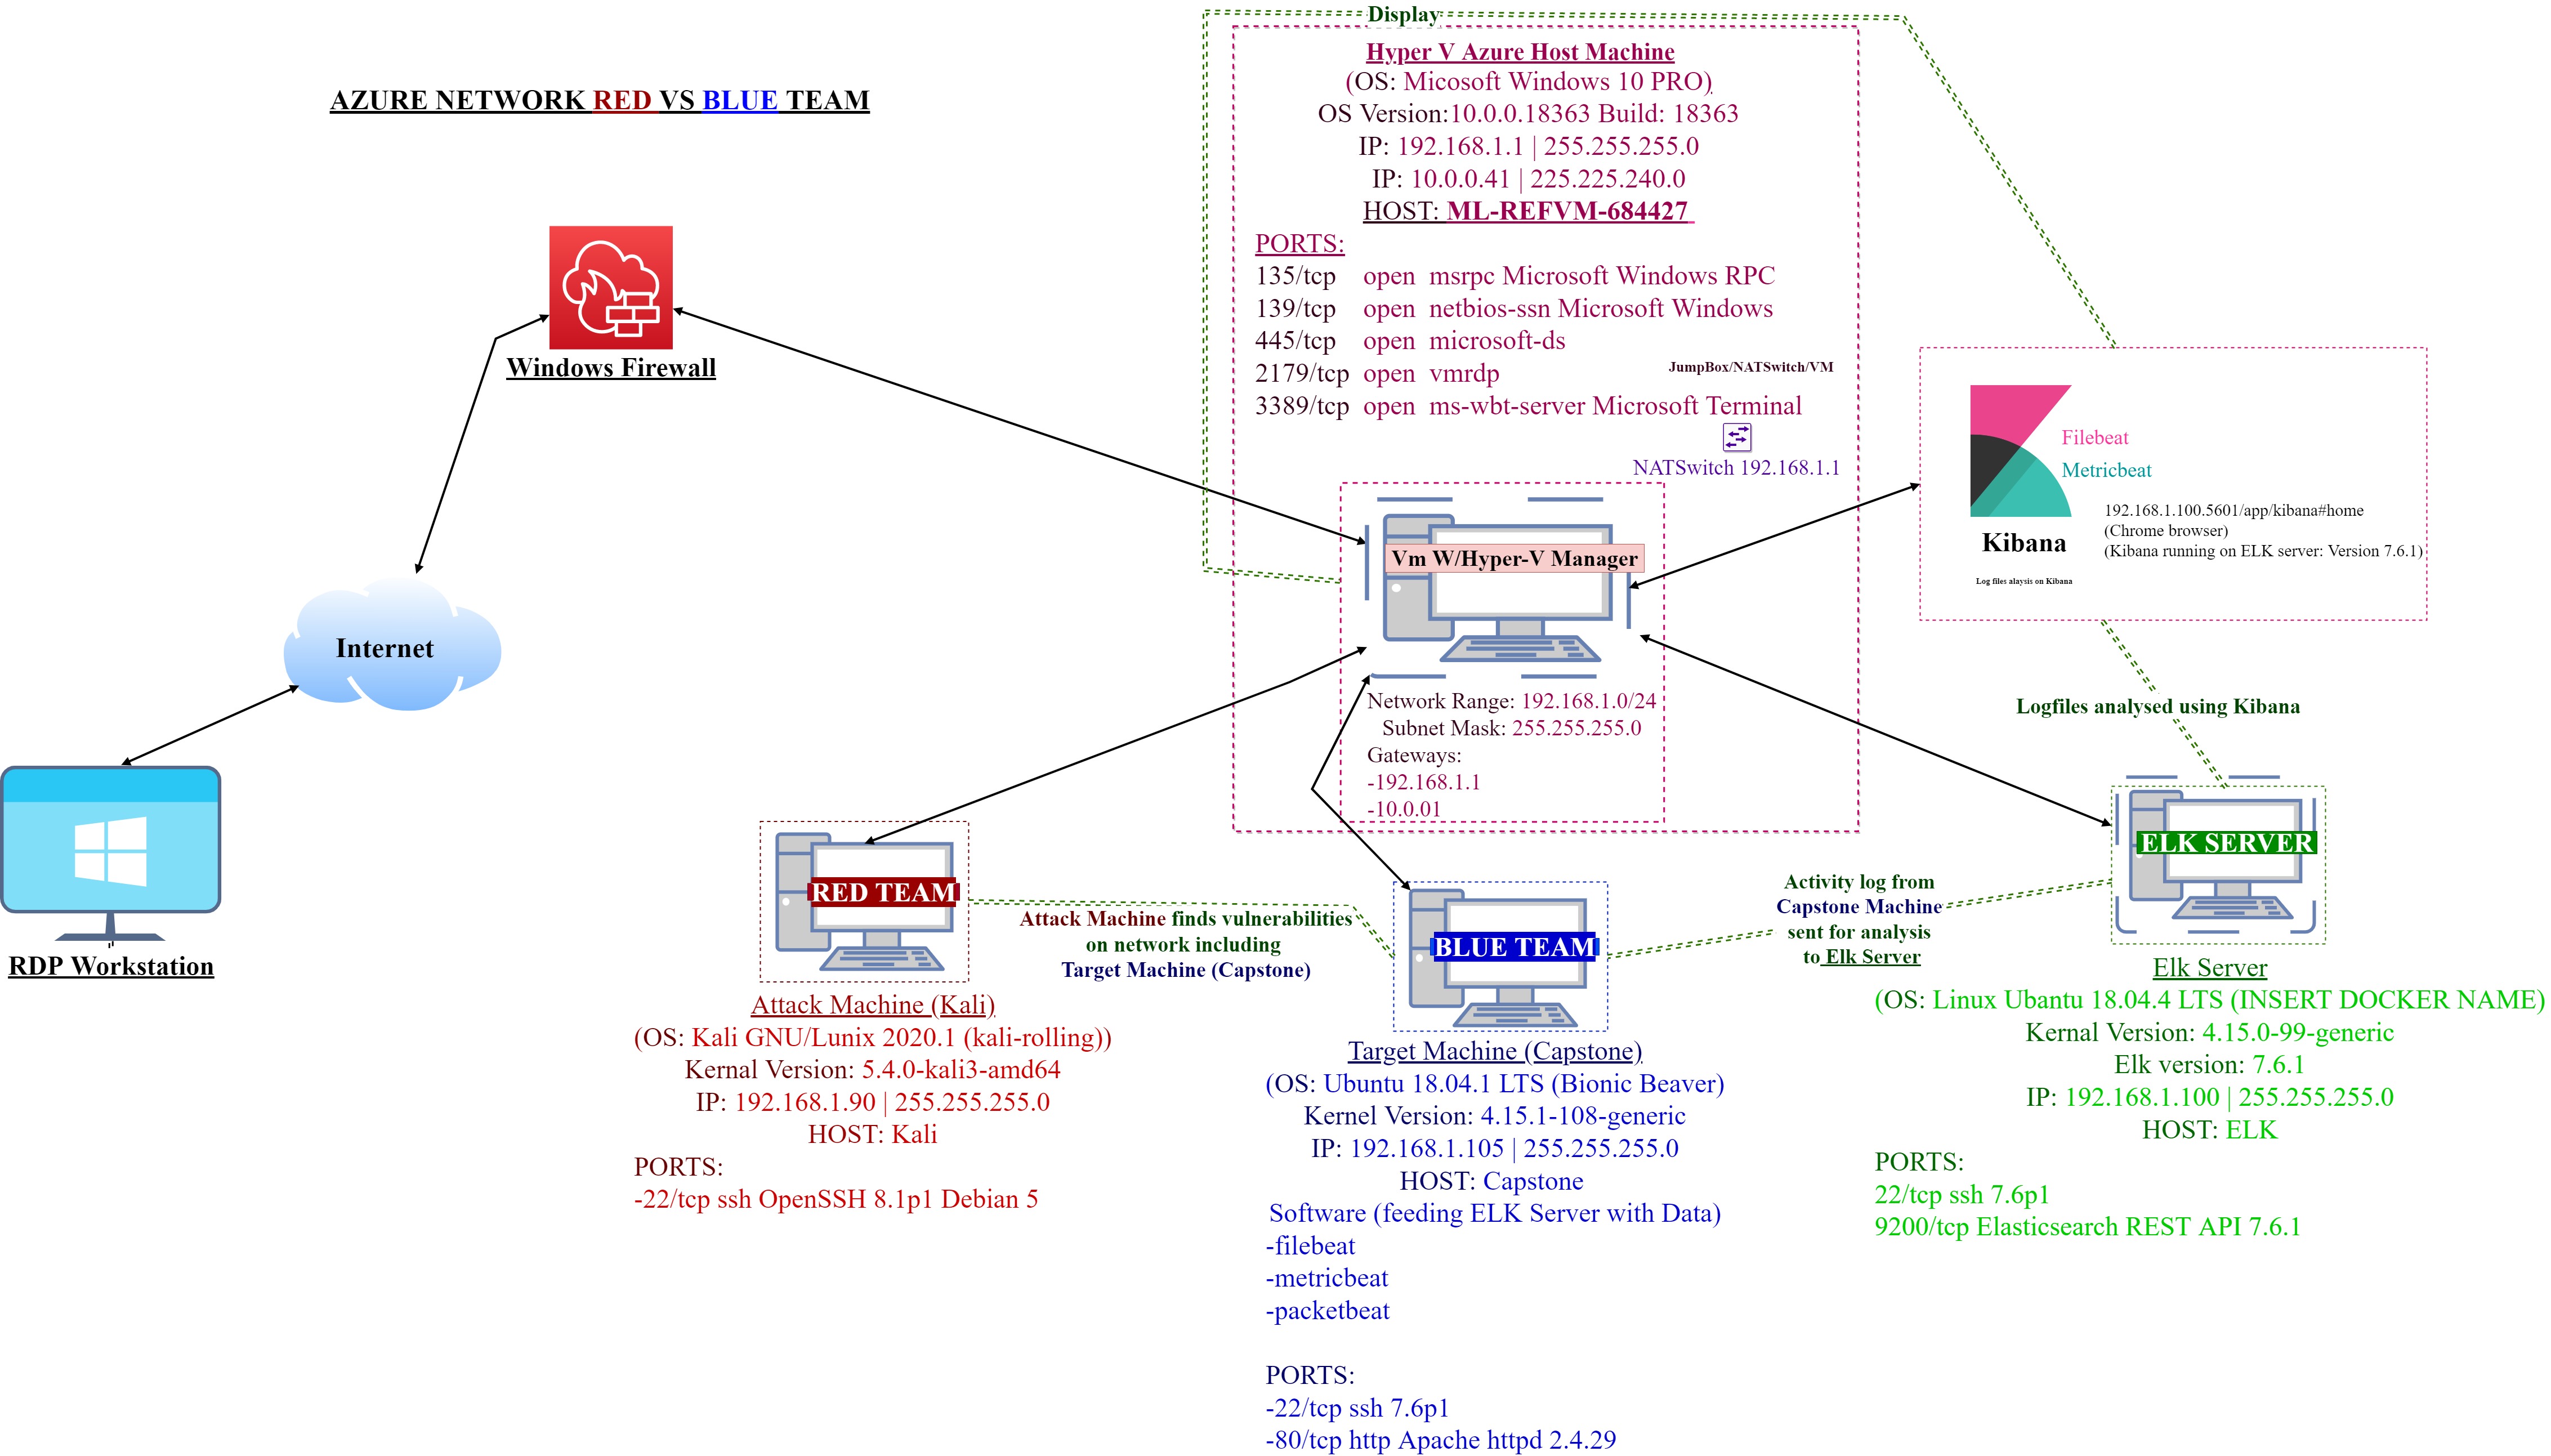 Display
AZURE NETWORK RED VS BLUE TEAM
Hyper V Azure Host Machine
(OS: Micosoft Windows 10 PRO)
OS Version:10.0.0.18363 Build: 18363
IP: 192.168.1.1 | 255.255.255.0
IP: 10.0.0.41 | 225.225.240.0
HOST: ML-REFVM-684427
PORTS:
135/tcp open msrpc Microsoft Windows RPC
139/tcp open netbios-ssn Microsoft Windows
445/tcp open microsoft-ds
2179/tcp open vmrdp
3389/tcp open ms-wbt-server Microsoft Terminal
JumpBox/NATSwitch/VM
NATSwitch 192.168.1.1
Windows Firewall
Internet
RDP Workstation
Vm W/Hyper-V Manager
Network Range: 192.168.1.0/24
Subnet Mask: 255.255.255.0
Gateways:
-192.168.1.1
-10.0.01
Filebeat
Metricbeat
Kibana
192.168.1.100.5601/app/kibana#home
(Chrome browser)
(Kibana running on ELK server: Version 7.6.1)
Log files alaysis on Kibana
Logfiles analysed using Kibana
RED TEAM
Attack Machine (Kali)
(OS: Kali GNU/Lunix 2020.1 (kali-rolling))
Kernal Version: 5.4.0-kali3-amd64
IP: 192.168.1.90 | 255.255.255.0
HOST: Kali
PORTS:
-22/tcp ssh OpenSSH 8.1p1 Debian 5
Attack Machine finds vulnerabilities
on network including
Target Machine (Capstone)
BLUE TEAM
Target Machine (Capstone)
(OS: Ubuntu 18.04.1 LTS (Bionic Beaver)
Kernel Version: 4.15.1-108-generic
IP: 192.168.1.105 | 255.255.255.0
HOST: Capstone
Software (feeding ELK Server with Data)
-filebeat
-metricbeat
-packetbeat
PORTS:
-22/tcp ssh 7.6p1
-80/tcp http Apache httpd 2.4.29
Activity log from
Capstone Machine
sent for analysis
to Elk Server
ELK SERVER
Elk Server
(OS: Linux Ubantu 18.04.4 LTS (INSERT DOCKER NAME)
Kernal Version: 4.15.0-99-generic
Elk version: 7.6.1
IP: 192.168.1.100 | 255.255.255.0
HOST: ELK
PORTS:
22/tcp ssh 7.6p1
9200/tcp Elasticsearch REST API 7.6.1